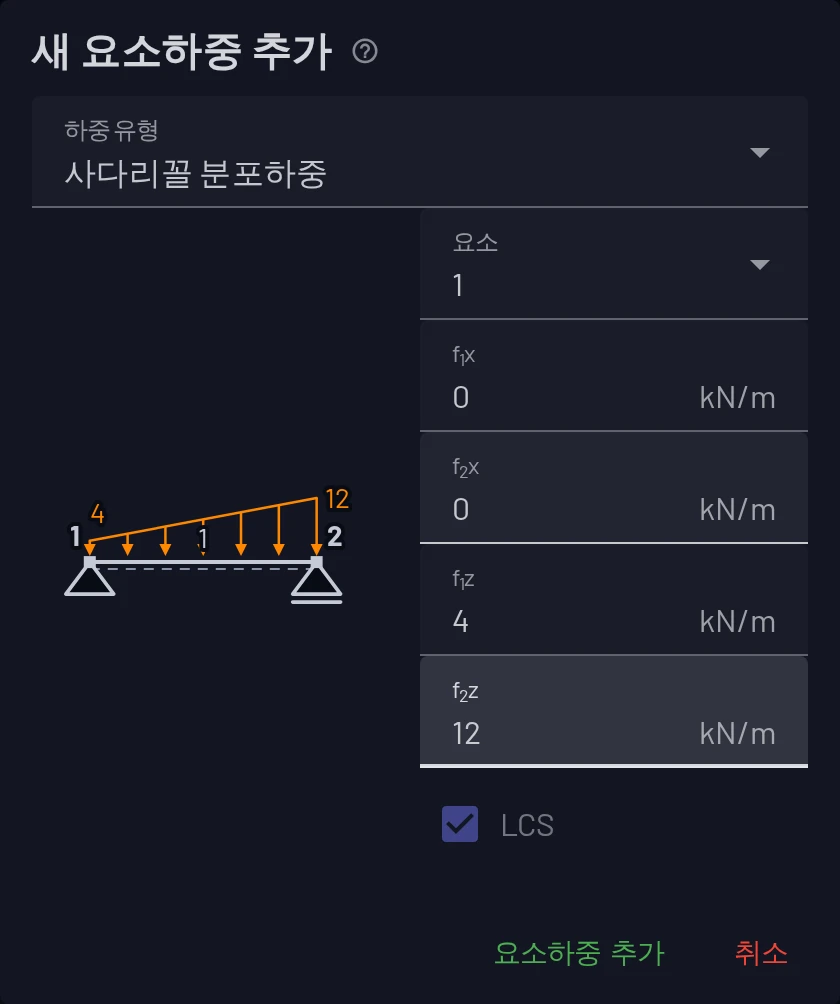 새 요소하중 추가 ?
하중 유형
사다리꼴 분포하중
요소
1
f₁x
0 kN/m
f₂x
0 kN/m
f₁z
4 kN/m
f₂z
12 kN/m
12
4
1 1 2
LCS
요소하중 추가 취소